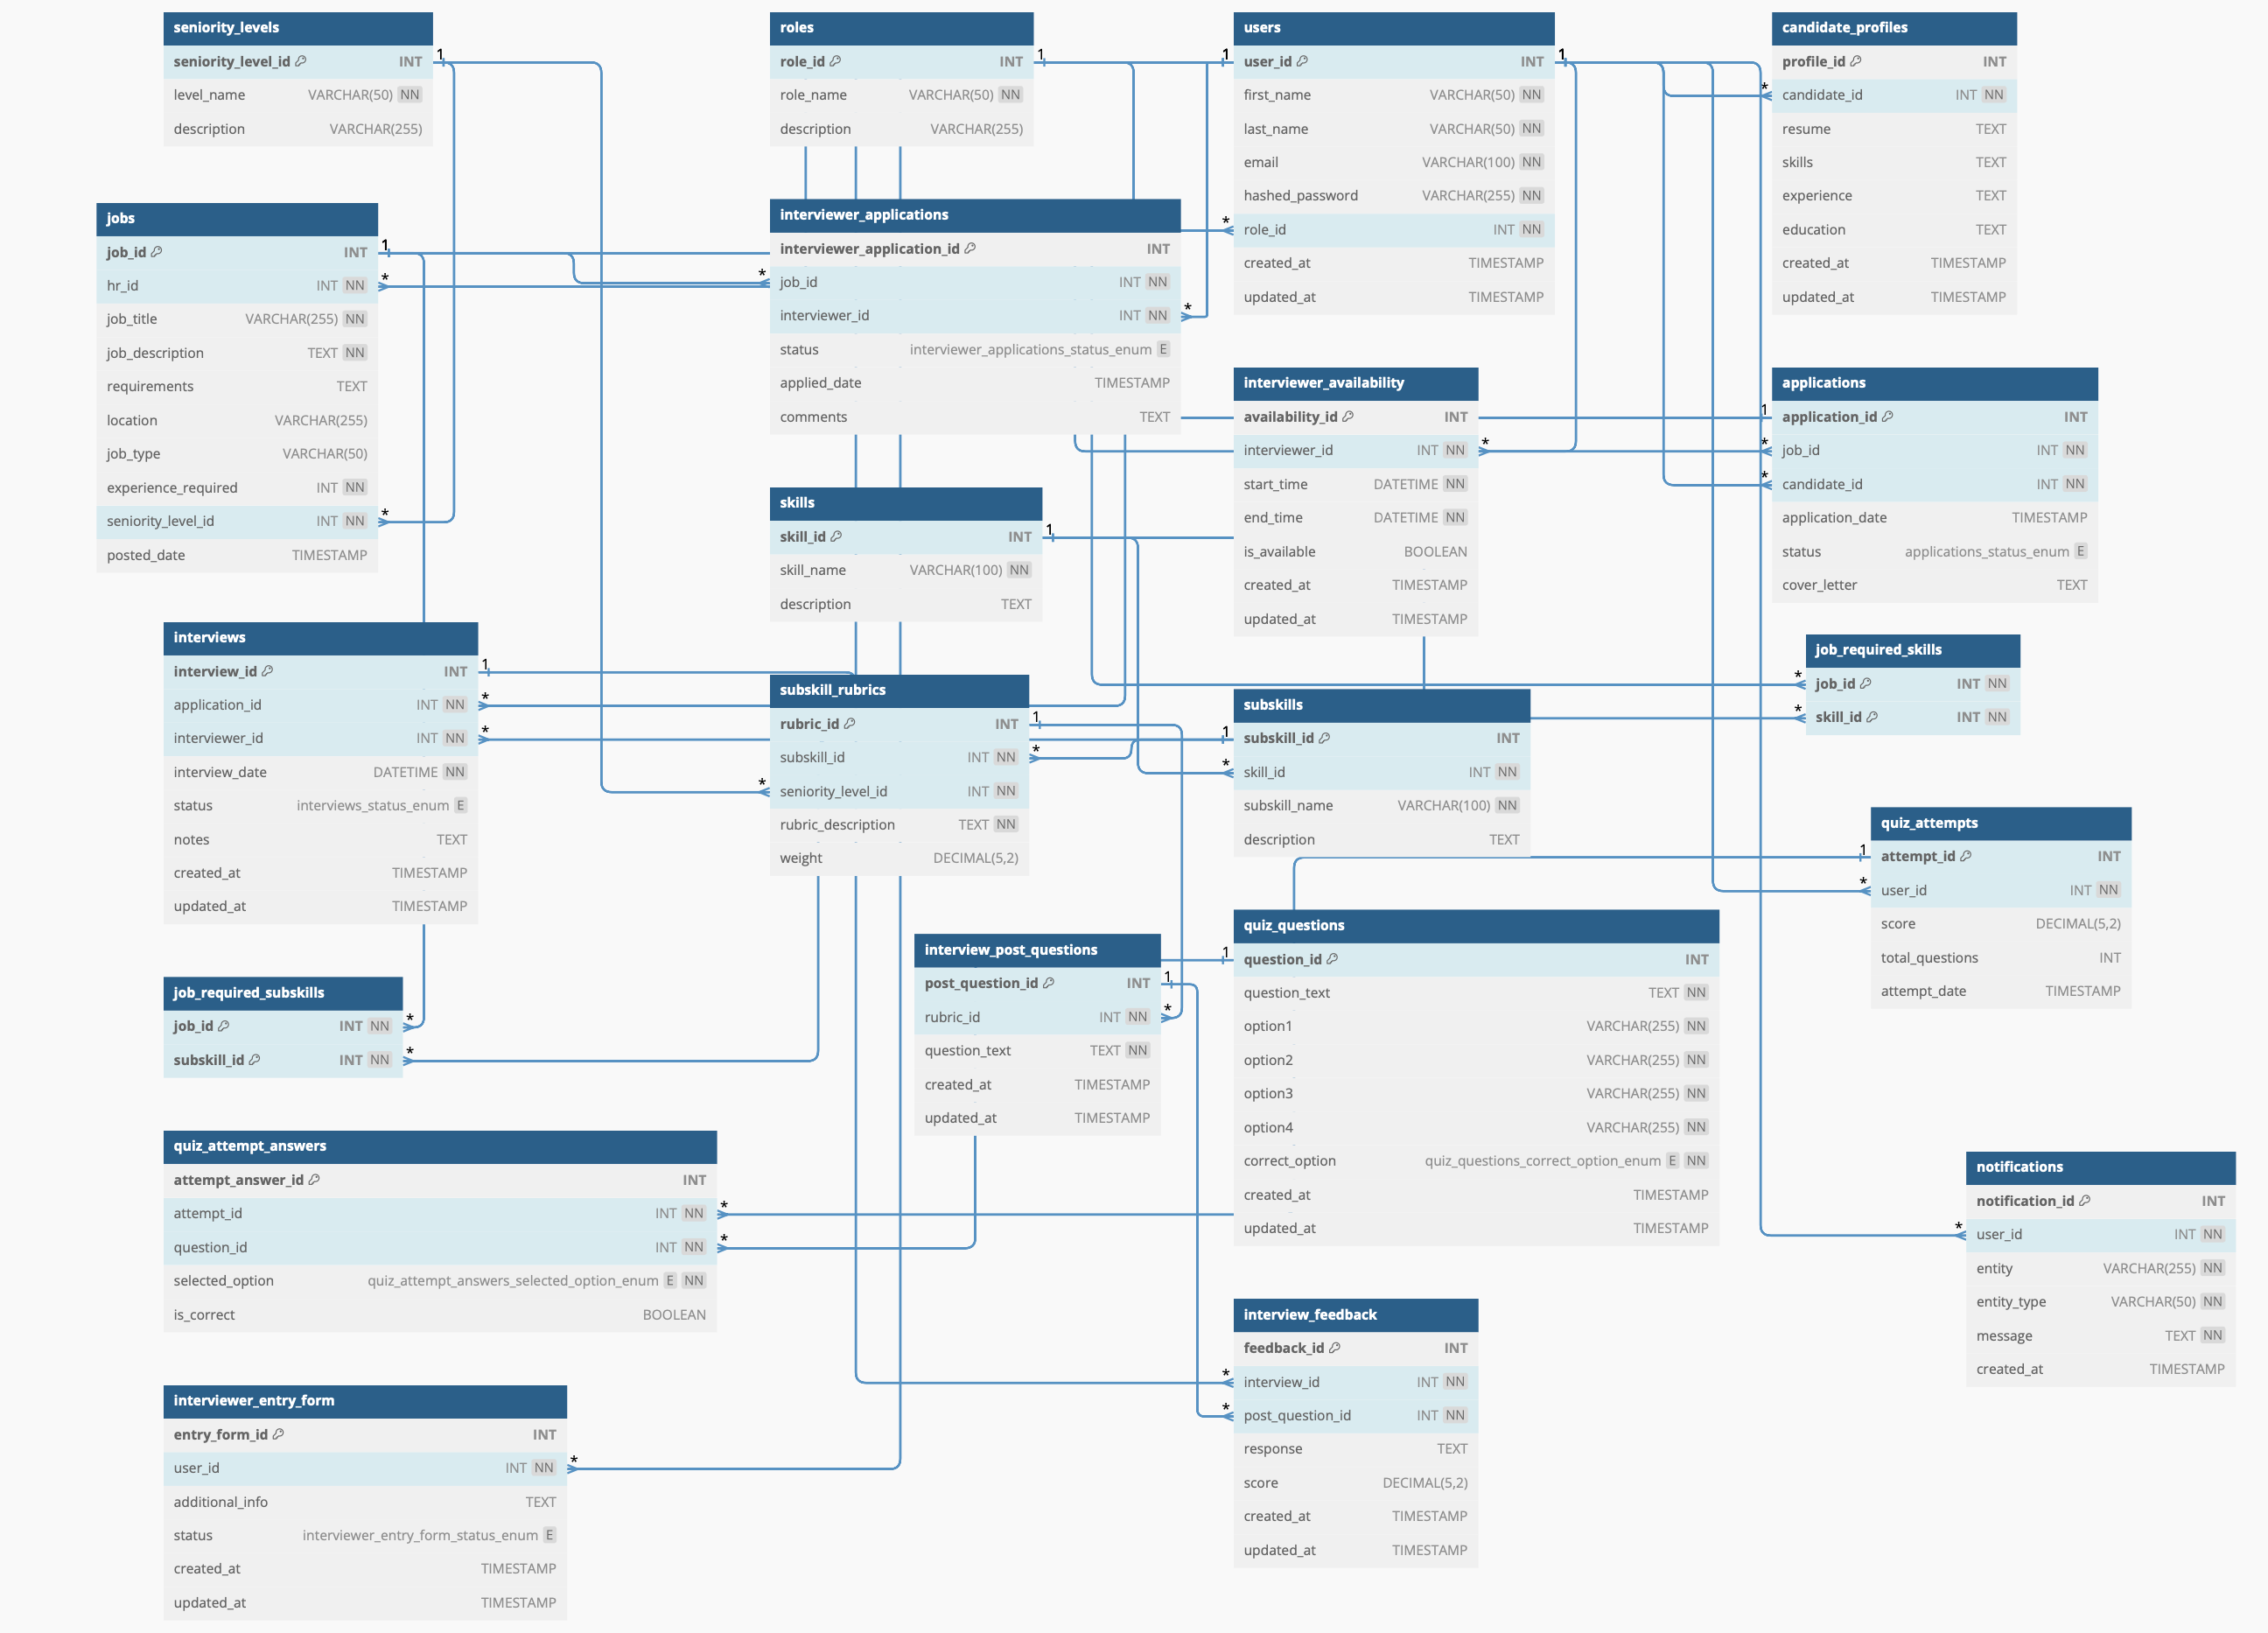 seniority_levels
seniority_level_id INT
level_name VARCHAR(50) NN
description VARCHAR(255)
roles
role_id INT
role_name VARCHAR(50) NN
description VARCHAR(255)
users
user_id INT
first_name VARCHAR(50) NN
last_name VARCHAR(50) NN
email VARCHAR(100) NN
hashed_password VARCHAR(255) NN
role_id INT NN
created_at TIMESTAMP
updated_at TIMESTAMP
candidate_profiles
profile_id INT
candidate_id INT NN
resume TEXT
skills TEXT
experience TEXT
education TEXT
created_at TIMESTAMP
updated_at TIMESTAMP
jobs
job_id INT
hr_id INT NN
job_title VARCHAR(255) NN
job_description TEXT NN
requirements TEXT
location VARCHAR(255)
job_type VARCHAR(50)
experience_required INT NN
seniority_level_id INT NN
posted_date TIMESTAMP
interviewer_applications
interviewer_application_id INT
job_id INT NN
interviewer_id INT NN
status interviewer_applications_status_enum E
applied_date TIMESTAMP
comments TEXT
interviewer_availability
availability_id INT
interviewer_id INT NN
start_time DATETIME NN
end_time DATETIME NN
is_available BOOLEAN
created_at TIMESTAMP
updated_at TIMESTAMP
applications
application_id INT
job_id INT NN
candidate_id INT NN
application_date TIMESTAMP
status applications_status_enum E
cover_letter TEXT
skills
skill_id INT
skill_name VARCHAR(100) NN
description TEXT
interviews
interview_id INT
application_id INT NN
interviewer_id INT NN
interview_date DATETIME NN
status interviews_status_enum E
notes TEXT
created_at TIMESTAMP
updated_at TIMESTAMP
subskill_rubrics
rubric_id INT
subskill_id INT NN
seniority_level_id INT NN
rubric_description TEXT NN
weight DECIMAL(5,2)
subskills
subskill_id INT
skill_id INT NN
subskill_name VARCHAR(100) NN
description TEXT
job_required_skills
job_id INT NN
skill_id INT NN
quiz_attempts
attempt_id INT
user_id INT NN
score DECIMAL(5,2)
total_questions INT
attempt_date TIMESTAMP
job_required_subskills
job_id INT NN
subskill_id INT NN
interview_post_questions
post_question_id INT
rubric_id INT NN
question_text TEXT NN
created_at TIMESTAMP
updated_at TIMESTAMP
quiz_questions
question_id INT
question_text TEXT NN
option1 VARCHAR(255) NN
option2 VARCHAR(255) NN
option3 VARCHAR(255) NN
option4 VARCHAR(255) NN
correct_option quiz_questions_correct_option_enum E NN
created_at TIMESTAMP
updated_at TIMESTAMP
quiz_attempt_answers
attempt_answer_id INT
attempt_id INT NN
question_id INT NN
selected_option quiz_attempt_answers_selected_option_enum E NN
is_correct BOOLEAN
notifications
notification_id INT
user_id INT NN
entity VARCHAR(255) NN
entity_type VARCHAR(50) NN
message TEXT NN
created_at TIMESTAMP
interviewer_entry_form
entry_form_id INT
user_id INT NN
additional_info TEXT
status interviewer_entry_form_status_enum E
created_at TIMESTAMP
updated_at TIMESTAMP
interview_feedback
feedback_id INT
interview_id INT NN
post_question_id INT NN
response TEXT
score DECIMAL(5,2)
created_at TIMESTAMP
updated_at TIMESTAMP